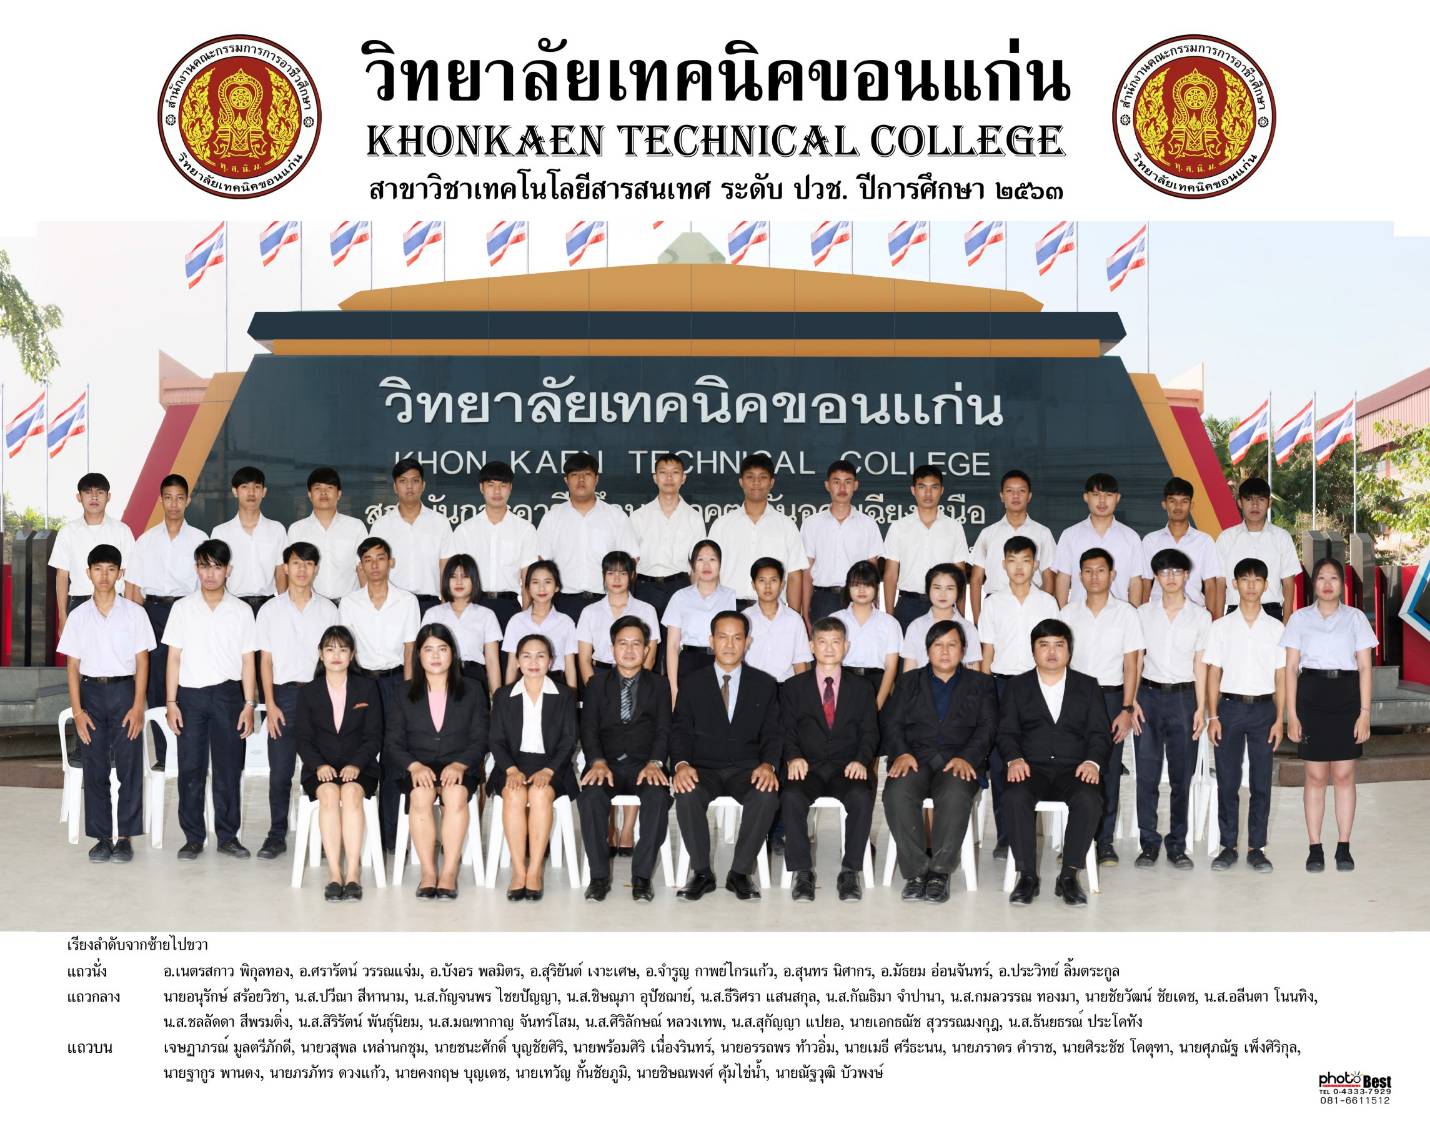 วิทยาลัยเทคนิคขอนแก่น
KHONKAEN TECHNICAL COLLEGE
สาขาวิชาเทคโนโลยีสารสนเทศ ระดับ ปวช. ปีการศึกษา ๒๕๖๓
สำนักงานคณะกรรมการการอาชีวศึกษา
ทุ. ส. นิ. ม.
วิทยาลัยเทคนิคขอนแก่น
สำนักงานคณะกรรมการการอาชีวศึกษา
ทุ. ส. นิ. ม.
วิทยาลัยเทคนิคขอนแก่น
วิทยาลัยเทคนิคขอนแก่น
KHON KAEN TECHNICAL COLLEGE
เรียงลำดับจากซ้ายไปขวา
แถวนั่ง อ.เนตรสกาว พิกุลทอง, อ.ศรารัตน์ วรรณแจ่ม, อ.บังอร พลมิตร, อ.สุริยันต์ เงาะเศษ, อ.จำรูญ กาพย์ไกรแก้ว, อ.สุนทร นิศากร, อ.มัธยม อ่อนจันทร์, อ.ประวิทย์ ลิ้มตระกูล
แถวกลาง นายอนุรักษ์ สร้อยวิชา, น.ส.ปวีณา สีหานาม, น.ส.กัญจนพร ไชยปัญญา, น.ส.ชิษณุภา อุปัชฌาย์, น.ส.ธีริศรา แสนสกุล, น.ส.กัณธิมา จำปานา, น.ส.กมลวรรณ ทองมา, นายชัยวัฒน์ ชัยเดช, น.ส.อลีนตา โนนทิง,
น.ส.ชลลัดดา สีพรมติ่ง, น.ส.สิริรัตน์ พันธุ์นิยม, น.ส.มณฑากาญ จันทร์โสม, น.ส.ศิริลักษณ์ หลวงเทพ, น.ส.สุกัญญา แปยอ, นายเอกธณัช สุวรรณมงกุฎ, น.ส.ธันยธรณ์ ประโคทัง
แถวบน เจษฎาภรณ์ มูลตรีภักดี, นายวสุพล เหล่านกชุม, นายชนะศักดิ์ บุญชัยศิริ, นายพร้อมศิริ เนื่องรินทร์, นายอรรถพร ท้าวอิ่ม, นายเมธี ศรีธะนน, นายภราดร คำราช, นายศิระชัช โคตุฑา, นายศุภณัฐ เพ็งศิริกุล,
นายฐากูร พานดง, นายภรภัทร ดวงแก้ว, นายคงกฤษ บุญเดช, นายเทวัญ กั้นชัยภูมิ, นายชิษณพงศ์ คุ้มไข่น้ำ, นายณัฐวุฒิ บัวพงษ์
photo Best
TEL 0-4333-7929
081-6611512